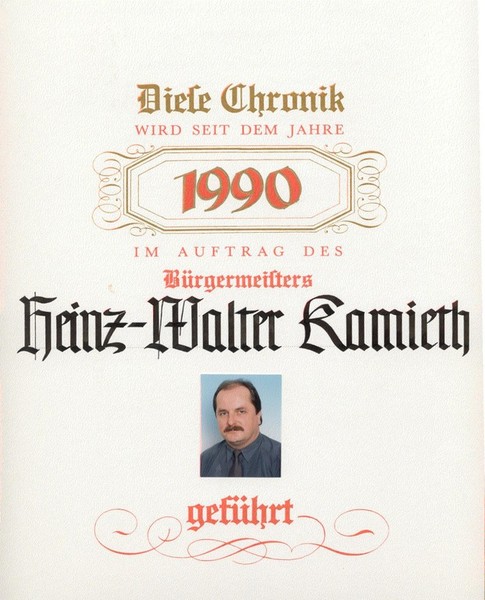 Dieſe Chronik
WIRD SEIT DEM JAHRE
1990
IM AUFTRAG DES
Bürgermeiſters
Heinz-Walter Kamieth
geführt